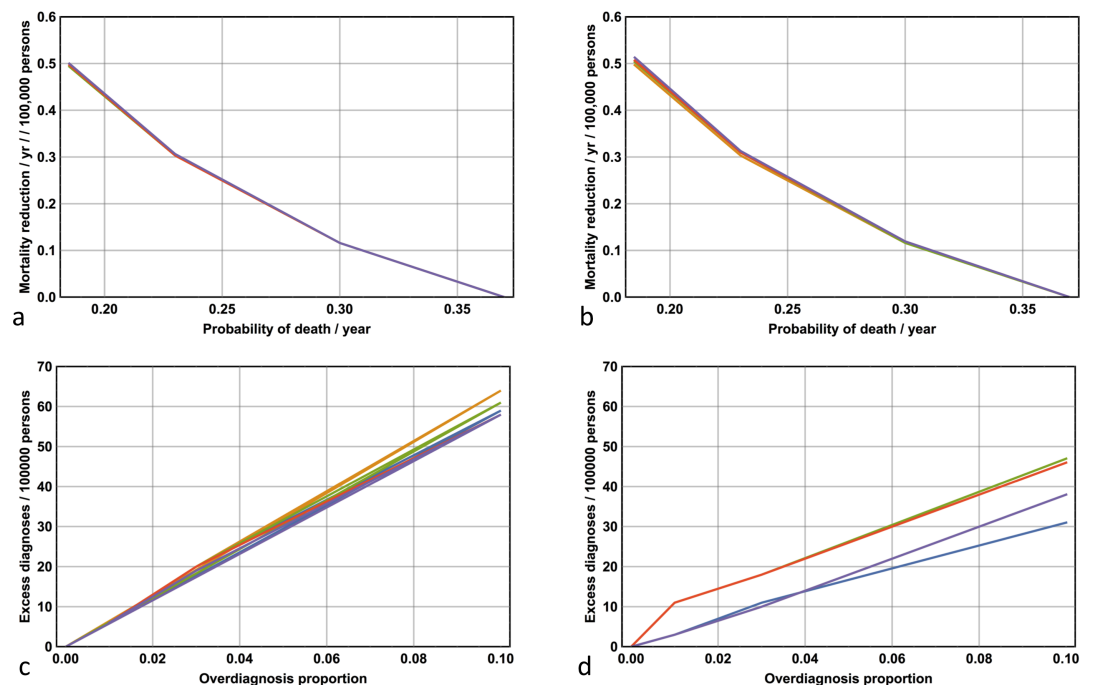 0.6
0.5
0.4
0.3
0.2
0.1
0.0
Mortality reduction / yr / / 100,000 persons
0.20 0.25 0.30 0.35
Probability of death / year
a
0.6
0.5
0.4
0.3
0.2
0.1
0.0
Mortality reduction / yr / 100,000 persons
0.20 0.25 0.30 0.35
Probability of death / year
b
70
60
50
40
30
20
10
0
Excess diagnoses / 100000 persons
0.00 0.02 0.04 0.06 0.08 0.10
Overdiagnosis proportion
c
70
60
50
40
30
20
10
0
Excess diagnoses / 100000 persons
0.00 0.02 0.04 0.06 0.08 0.10
Overdiagnosis proportion
d